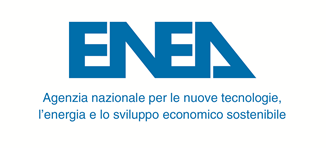 ENEA
Agenzia nazionale per le nuove tecnologie,
l'energia e lo sviluppo economico sostenibile